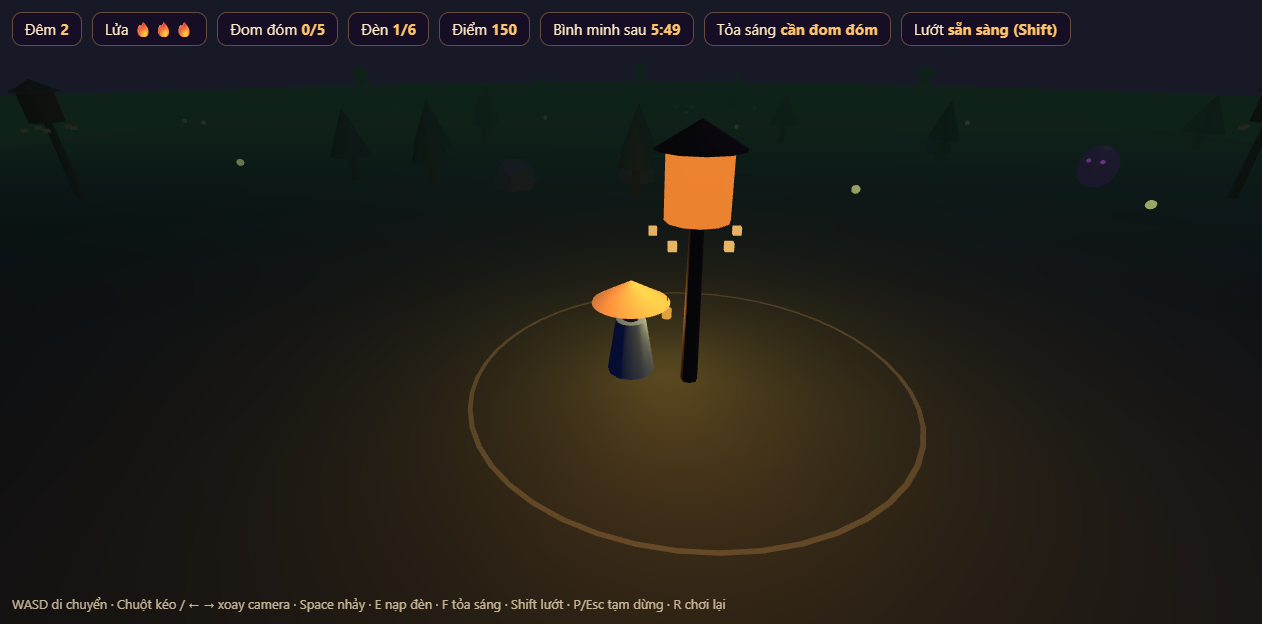 Đêm 2
Lửa 🔥 🔥 🔥
Đom đóm 0/5
Đèn 1/6
Điểm 150
Bình minh sau 5:49
Tỏa sáng cần đom đóm
Lướt sẵn sàng (Shift)
WASD di chuyển · Chuột kéo / ← → xoay camera · Space nhảy · E nạp đèn · F tỏa sáng · Shift lướt · P/Esc tạm dừng · R chơi lại